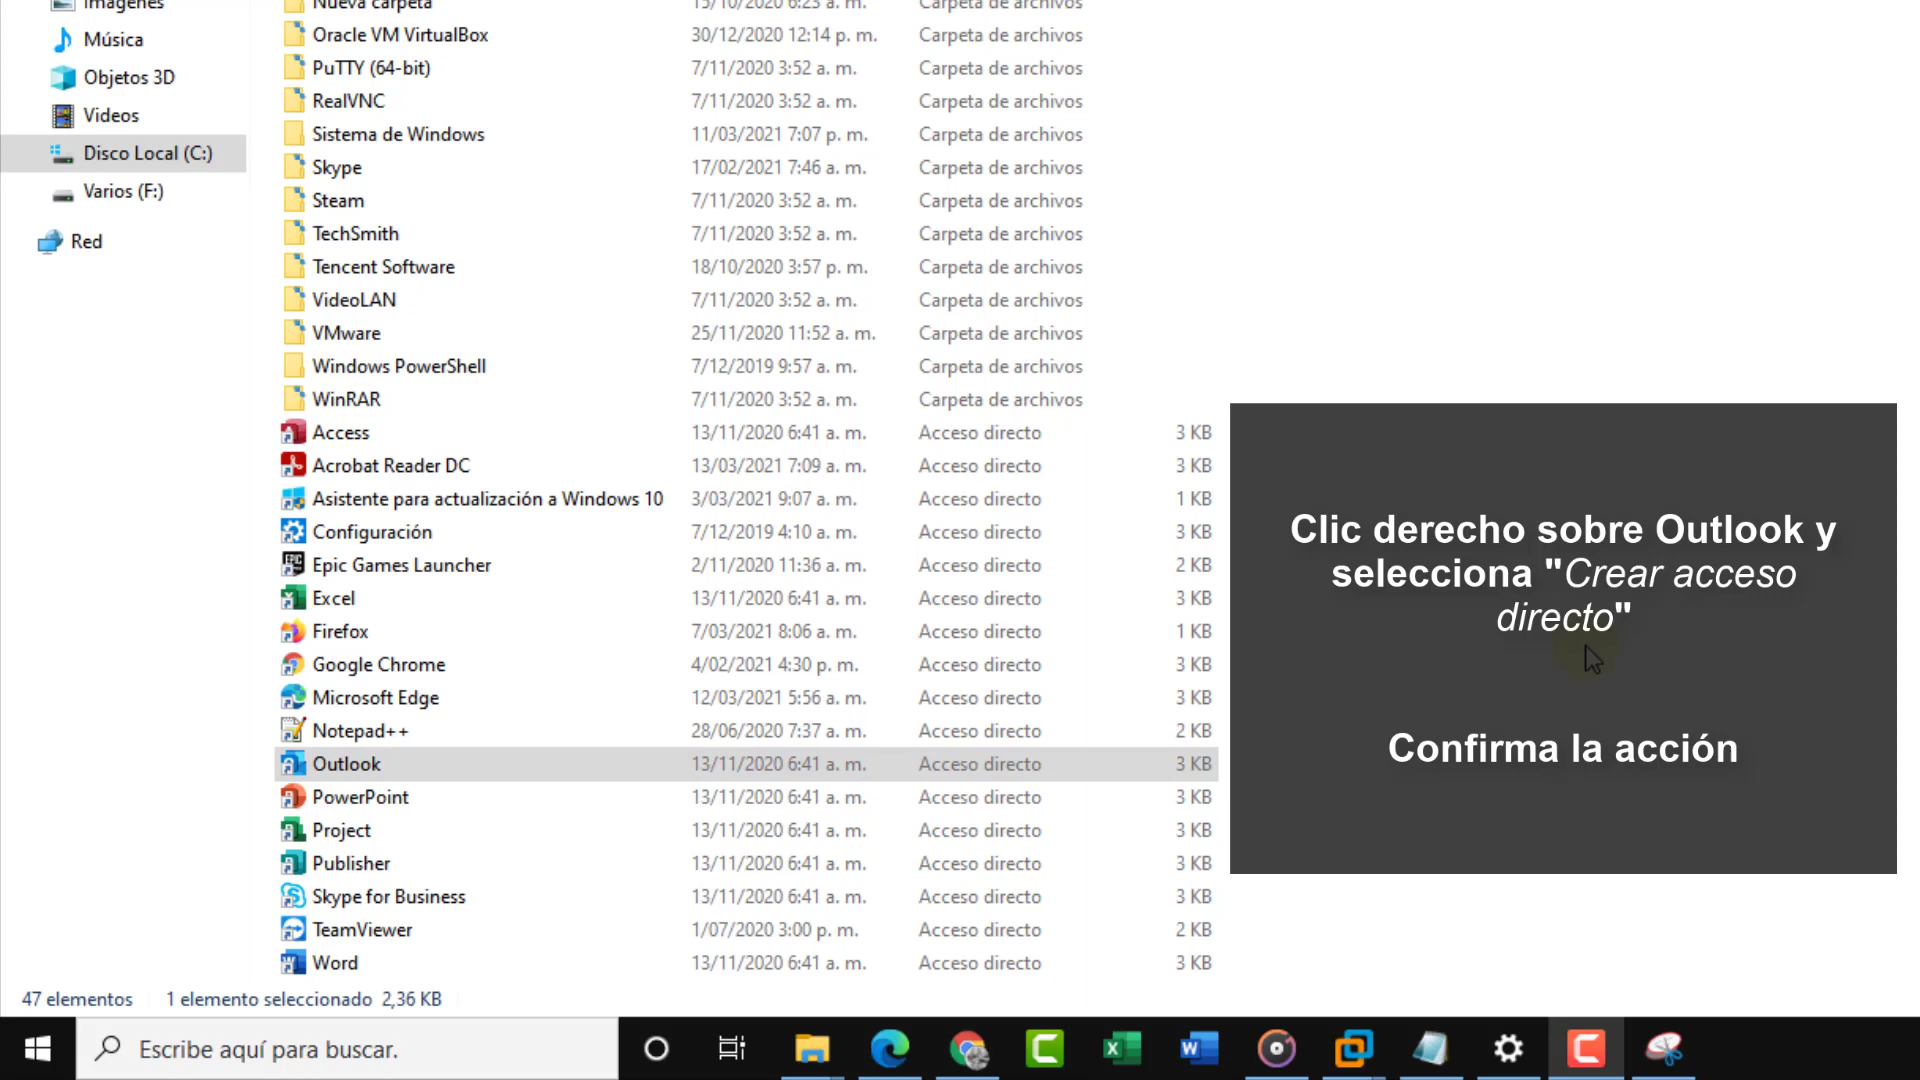 Imágenes
Música
Objetos 3D
Videos
Disco Local (C:)
Varios (F:)
Red
Nueva carpeta 15/10/2020 6:23 a. m. Carpeta de archivos
Oracle VM VirtualBox 30/12/2020 12:14 p. m. Carpeta de archivos
PuTTY (64-bit) 7/11/2020 3:52 a. m. Carpeta de archivos
RealVNC 7/11/2020 3:52 a. m. Carpeta de archivos
Sistema de Windows 11/03/2021 7:07 p. m. Carpeta de archivos
Skype 17/02/2021 7:46 a. m. Carpeta de archivos
Steam 7/11/2020 3:52 a. m. Carpeta de archivos
TechSmith 7/11/2020 3:52 a. m. Carpeta de archivos
Tencent Software 18/10/2020 3:57 p. m. Carpeta de archivos
VideoLAN 7/11/2020 3:52 a. m. Carpeta de archivos
VMware 25/11/2020 11:52 a. m. Carpeta de archivos
Windows PowerShell 7/12/2019 9:57 a. m. Carpeta de archivos
WinRAR 7/11/2020 3:52 a. m. Carpeta de archivos
Access 13/11/2020 6:41 a. m. Acceso directo 3 KB
Acrobat Reader DC 13/03/2021 7:09 a. m. Acceso directo 3 KB
Asistente para actualización a Windows 10 3/03/2021 9:07 a. m. Acceso directo 1 KB
Configuración 7/12/2019 4:10 a. m. Acceso directo 3 KB
Epic Games Launcher 2/11/2020 11:36 a. m. Acceso directo 2 KB
Excel 13/11/2020 6:41 a. m. Acceso directo 3 KB
Firefox 7/03/2021 8:06 a. m. Acceso directo 1 KB
Google Chrome 4/02/2021 4:30 p. m. Acceso directo 3 KB
Microsoft Edge 12/03/2021 5:56 a. m. Acceso directo 3 KB
Notepad++ 28/06/2020 7:37 a. m. Acceso directo 2 KB
Outlook 13/11/2020 6:41 a. m. Acceso directo 3 KB
PowerPoint 13/11/2020 6:41 a. m. Acceso directo 3 KB
Project 13/11/2020 6:41 a. m. Acceso directo 3 KB
Publisher 13/11/2020 6:41 a. m. Acceso directo 3 KB
Skype for Business 13/11/2020 6:41 a. m. Acceso directo 3 KB
TeamViewer 1/07/2020 3:00 p. m. Acceso directo 2 KB
Word 13/11/2020 6:41 a. m. Acceso directo 3 KB
Clic derecho sobre Outlook y
selecciona "Crear acceso
directo"
Confirma la acción
47 elementos 1 elemento seleccionado 2,36 KB
Escribe aquí para buscar.